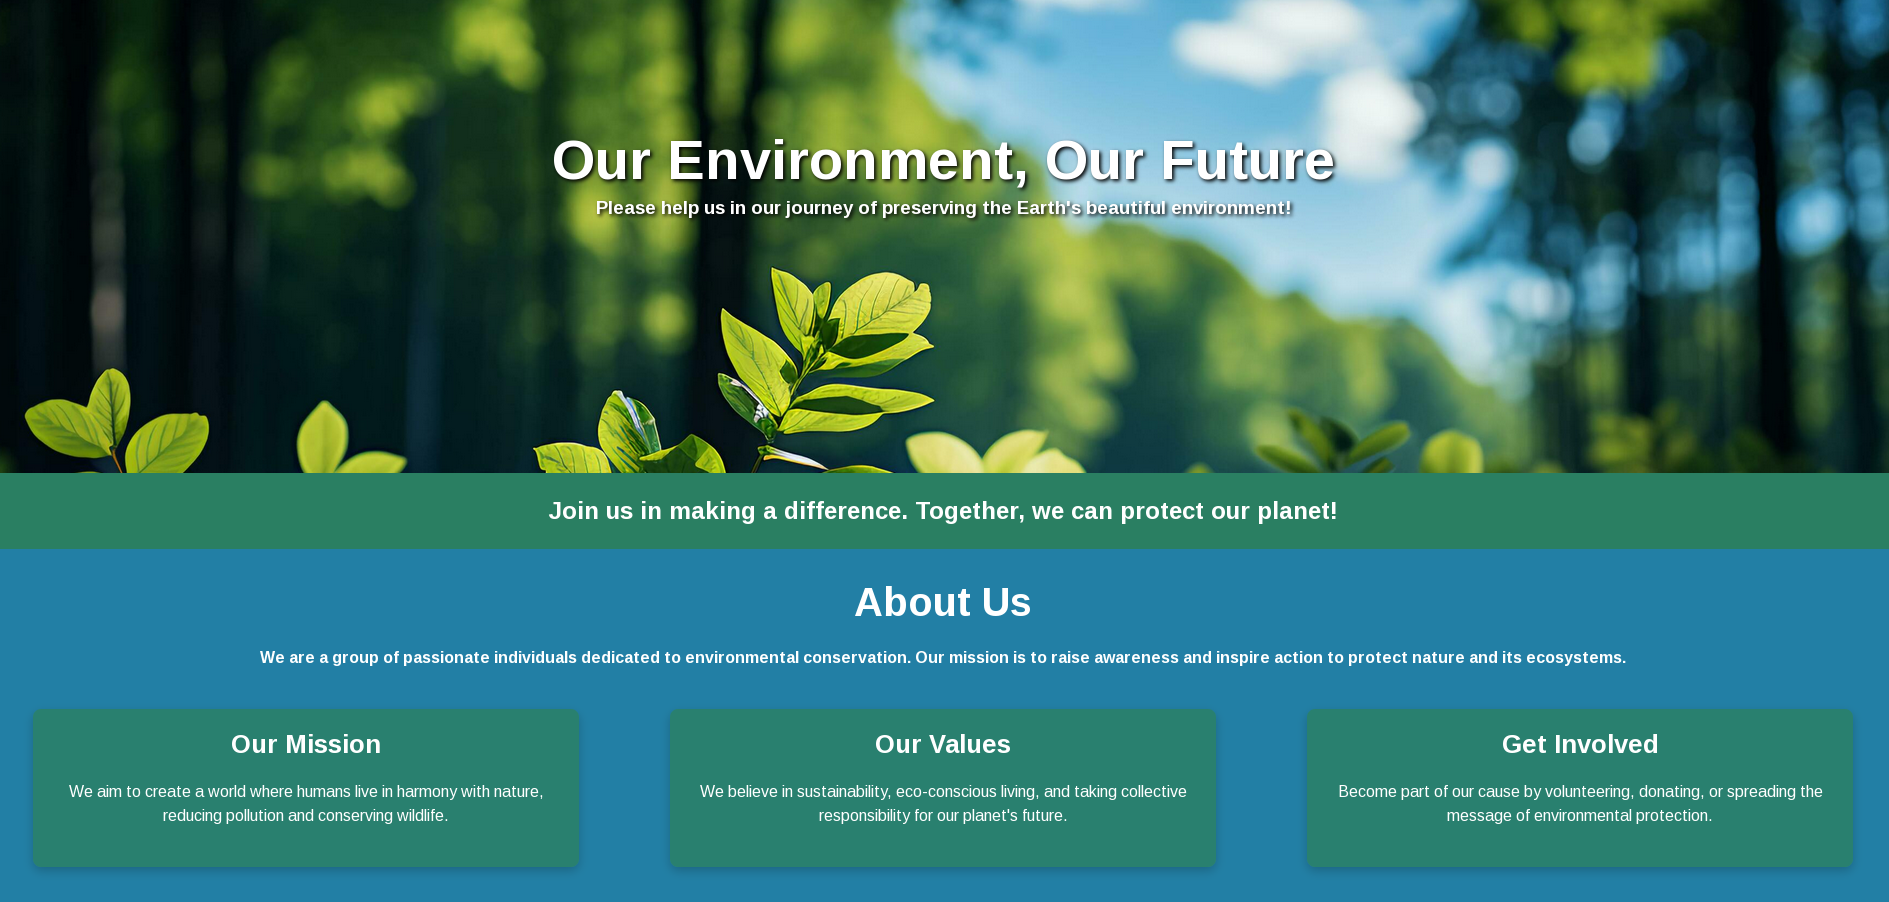 Our Environment, Our Future
Please help us in our journey of preserving the Earth's beautiful environment!
Join us in making a difference. Together, we can protect our planet!
About Us
We are a group of passionate individuals dedicated to environmental conservation. Our mission is to raise awareness and inspire action to protect nature and its ecosystems.
Our Mission
We aim to create a world where humans live in harmony with nature,
reducing pollution and conserving wildlife.
Our Values
We believe in sustainability, eco-conscious living, and taking collective
responsibility for our planet's future.
Get Involved
Become part of our cause by volunteering, donating, or spreading the
message of environmental protection.